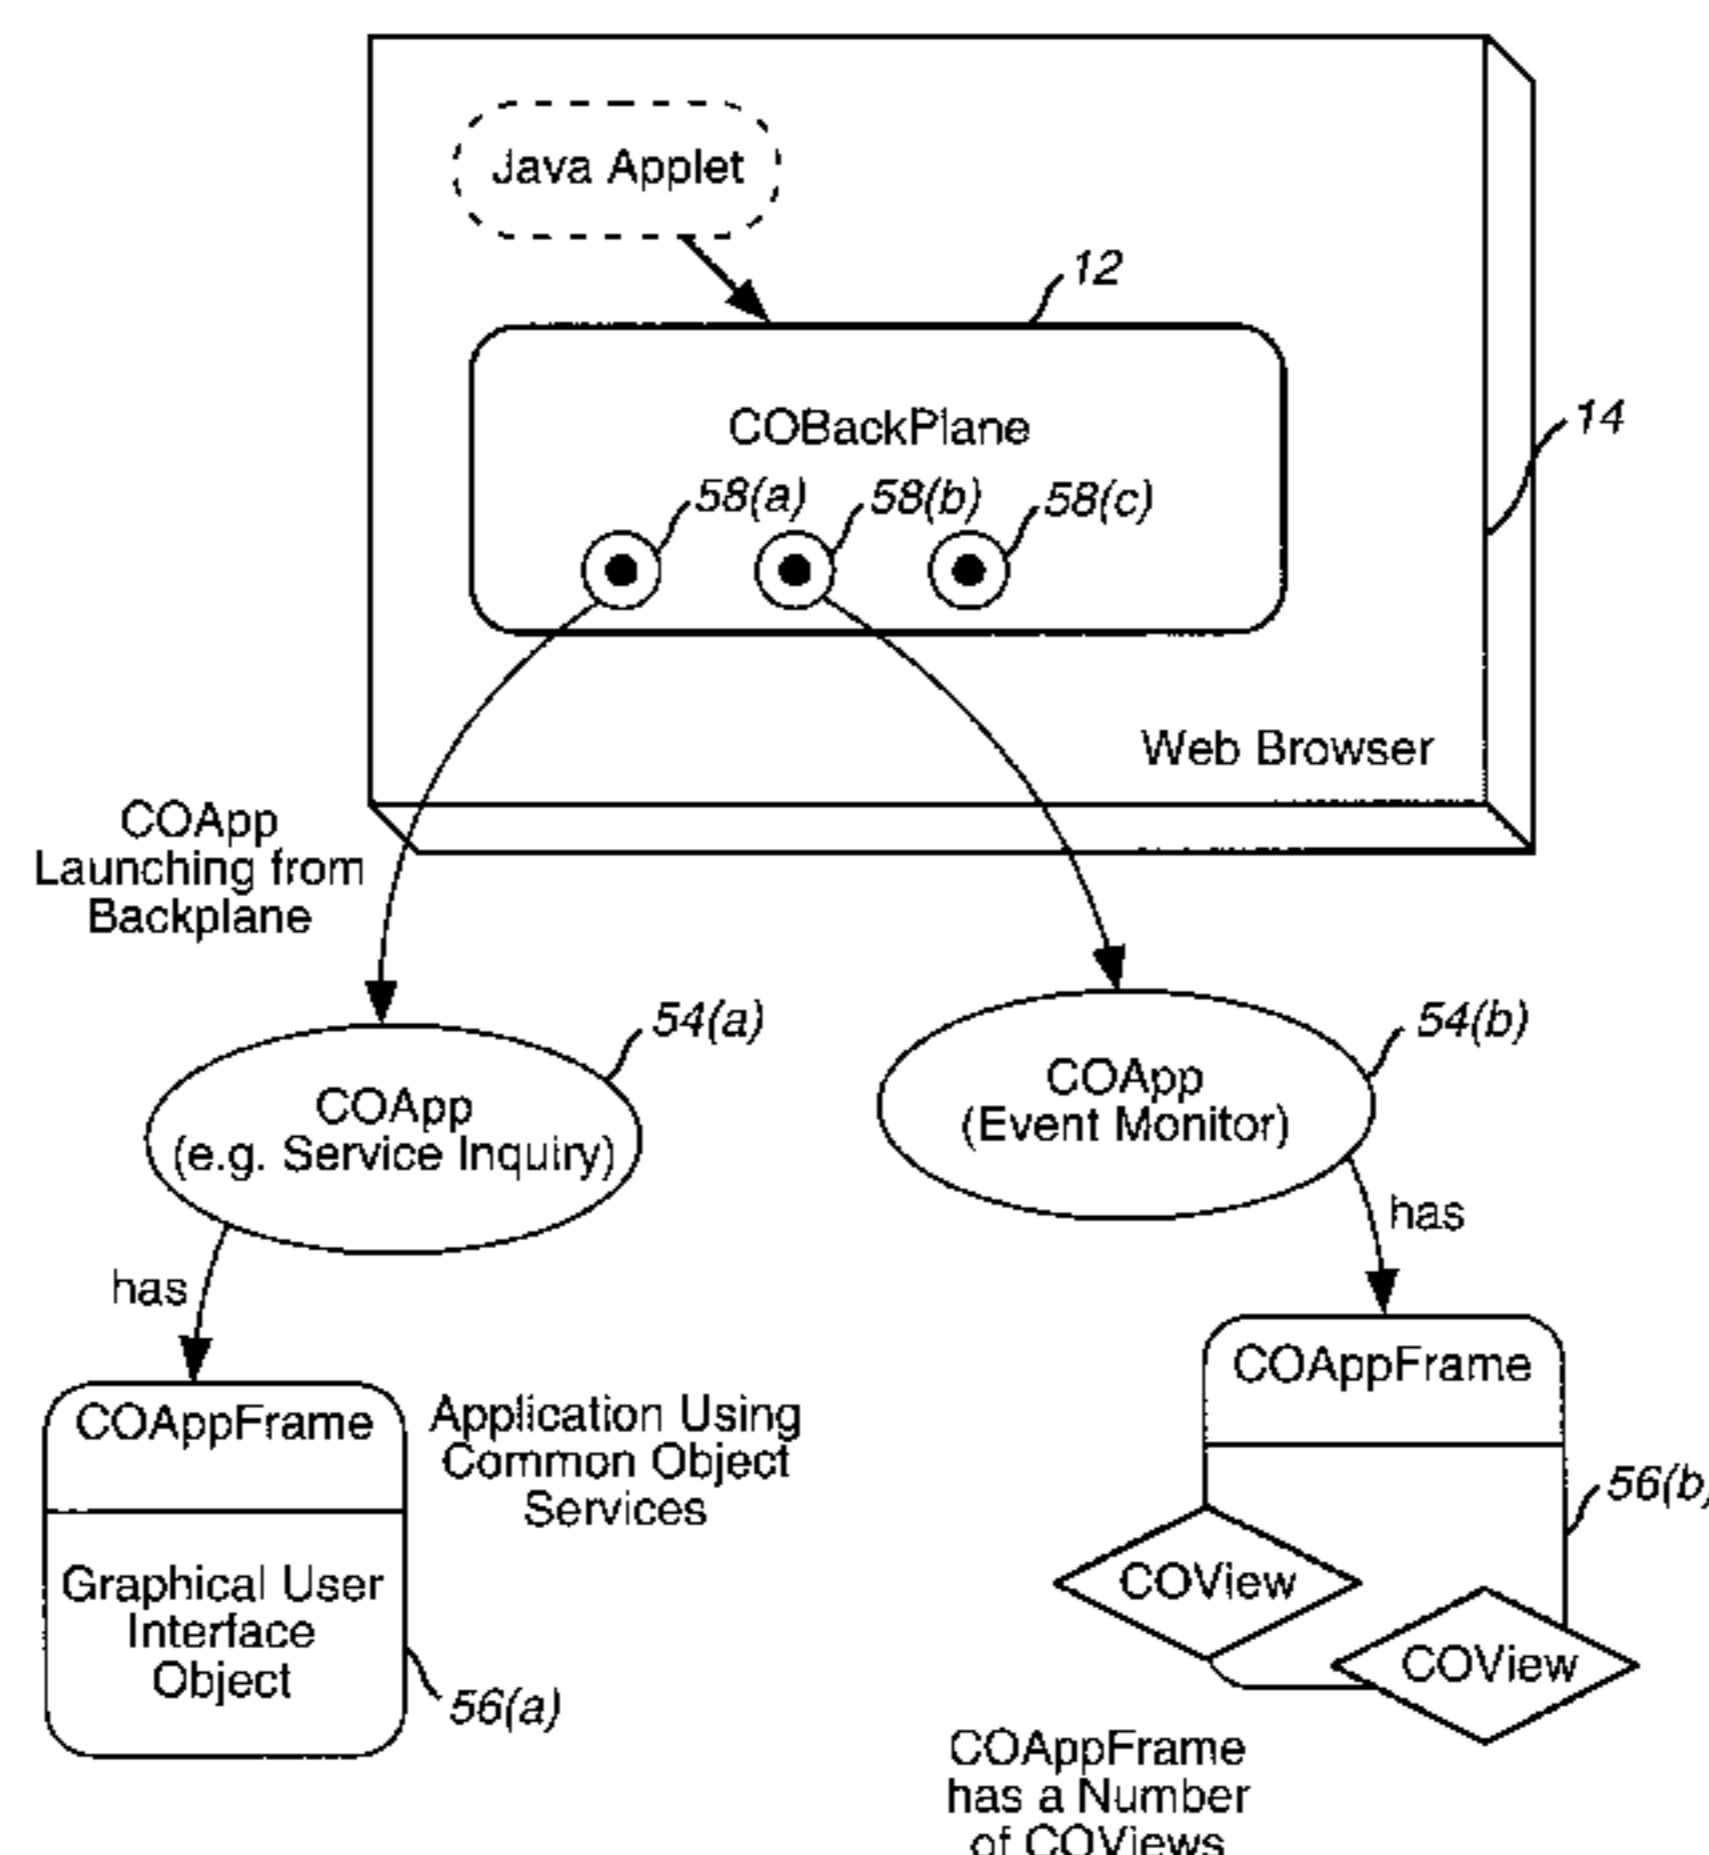 Java Applet
12
COBackPlane
14
58(a)
58(b)
58(c)
Web Browser
COApp
Launching from
Backplane
54(a)
COApp
(e.g. Service Inquiry)
54(b)
COApp
(Event Monitor)
has
has
COAppFrame
Graphical User
Interface
Object
56(a)
Application Using
Common Object
Services
COAppFrame
56(b)
COView
COView
COAppFrame
has a Number
of COViews